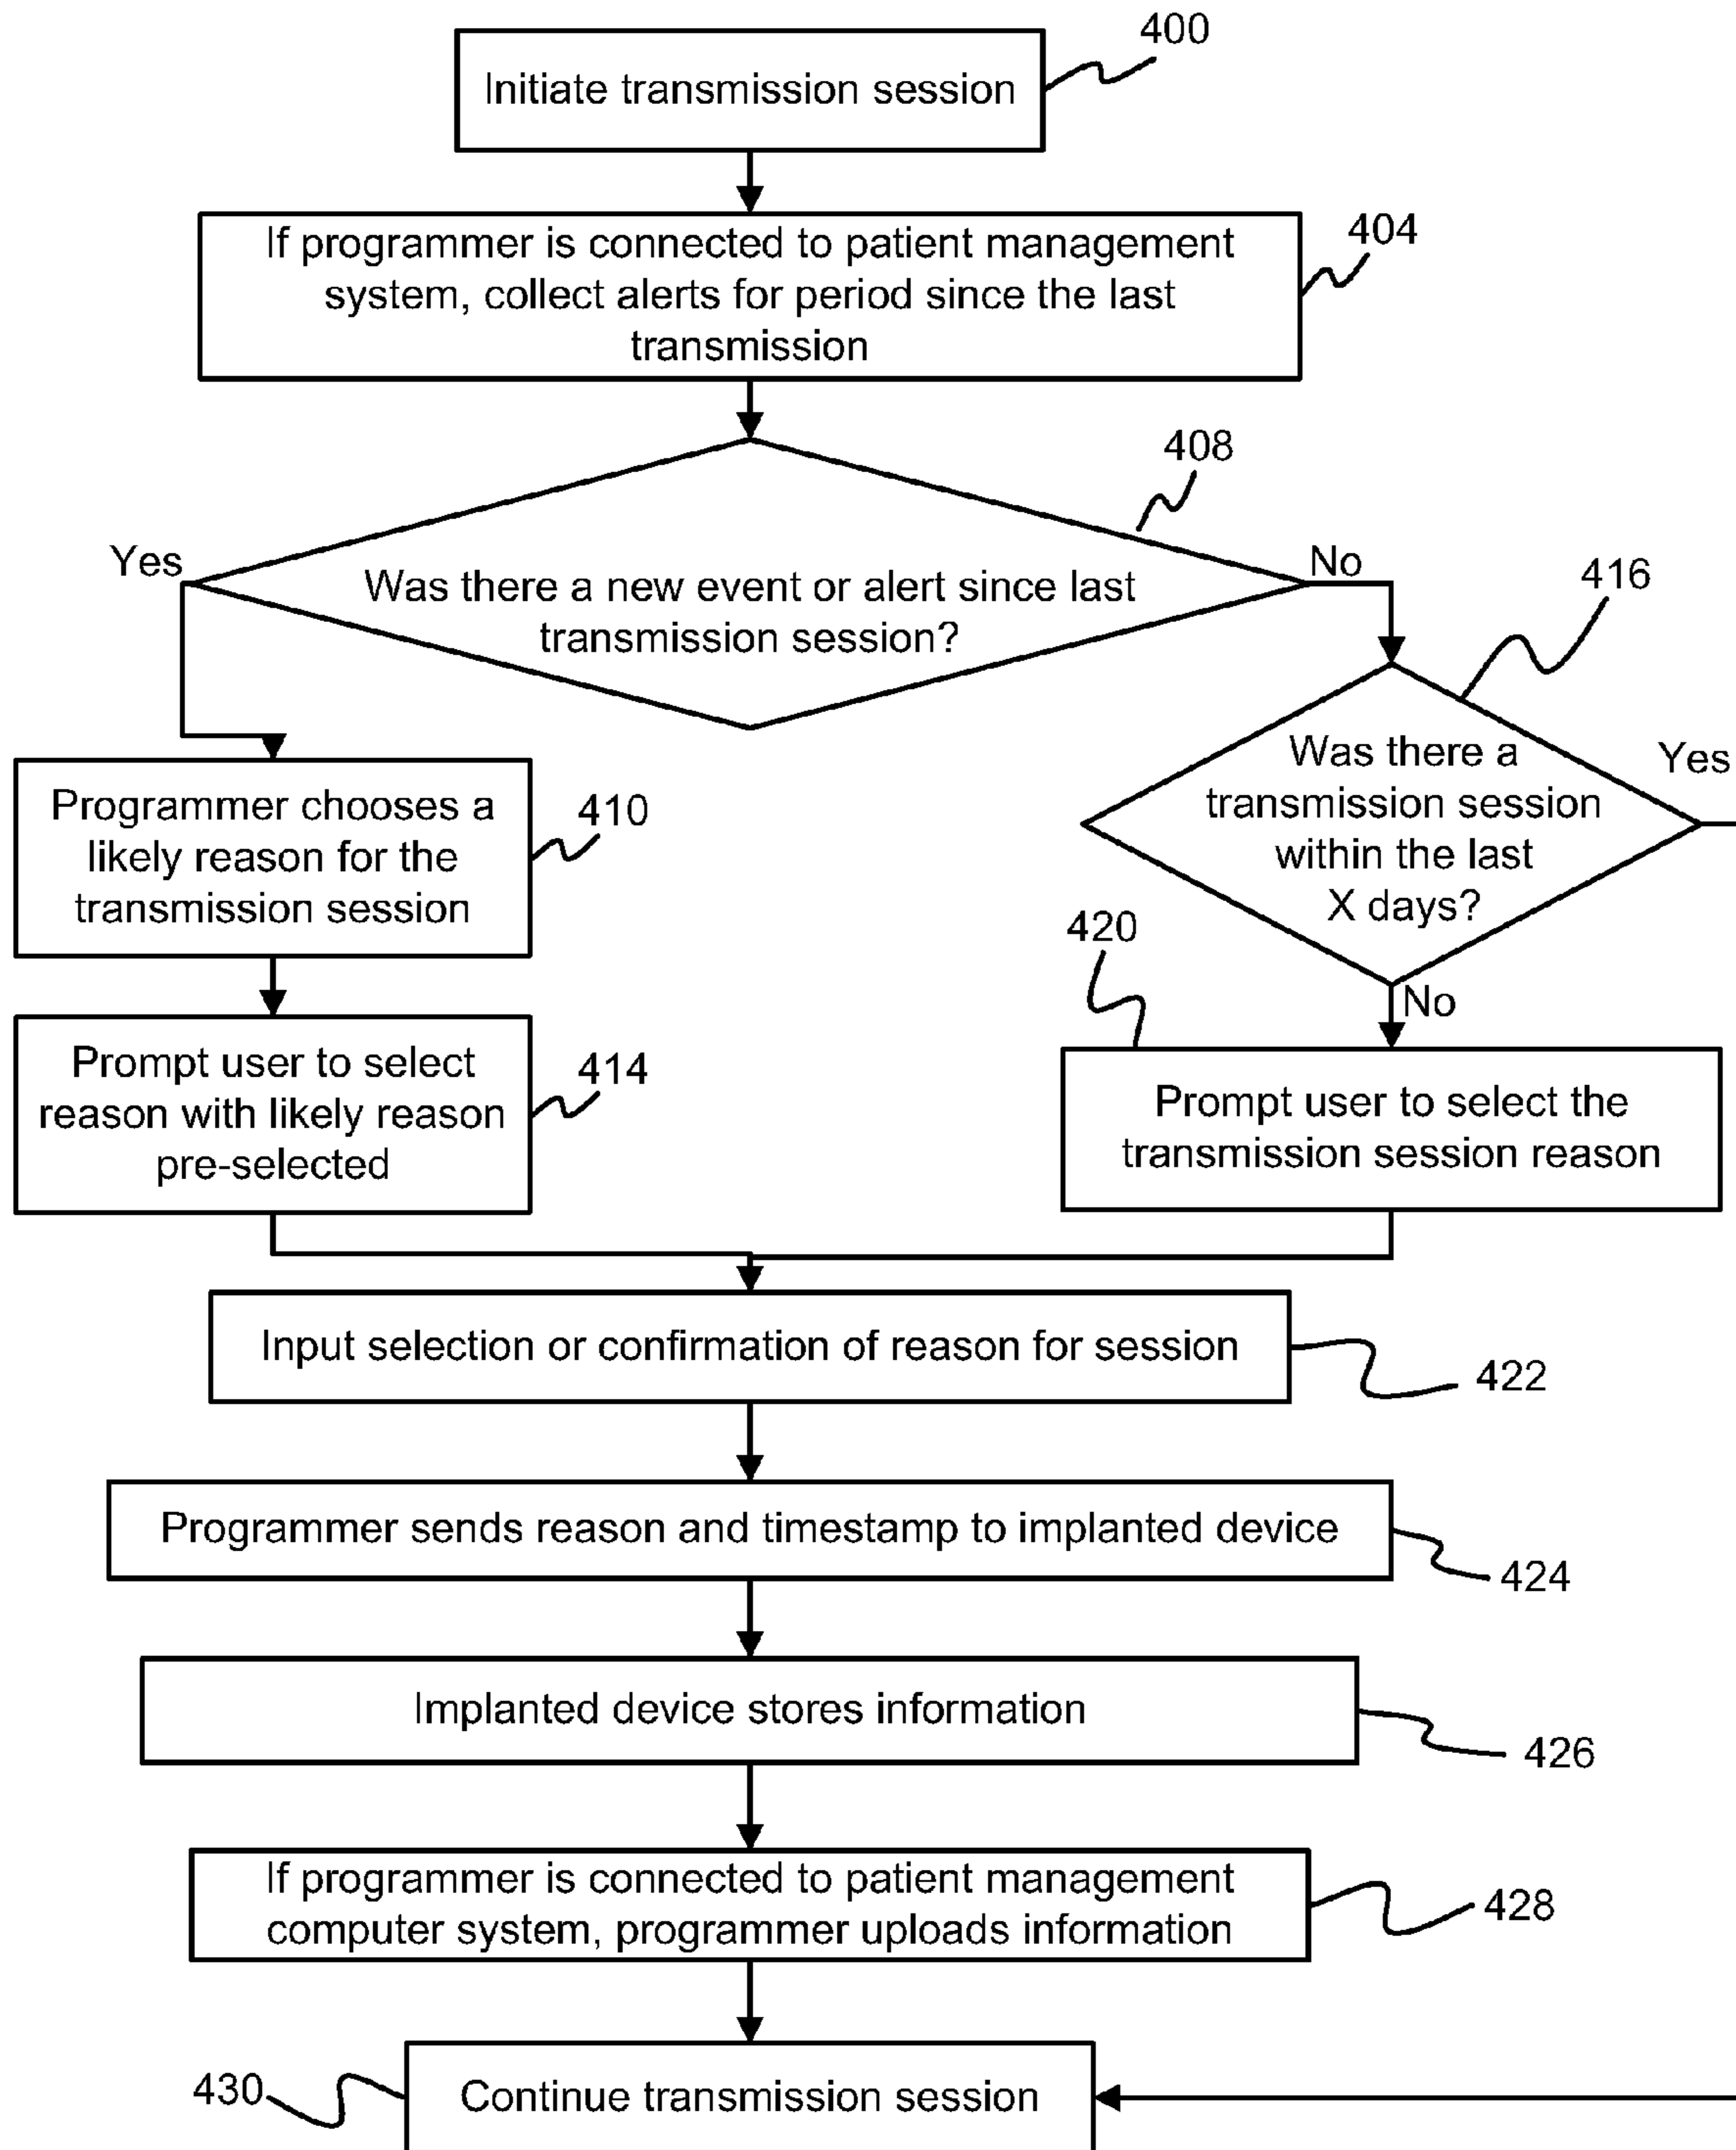 400
Initiate transmission session
404
If programmer is connected to patient management
system, collect alerts for period since the last
transmission
408
Yes
No
Was there a new event or alert since last
transmission session?
416
Was there a
transmission session
within the last
X days?
Yes
Programmer chooses a
likely reason for the
transmission session
410
420
No
Prompt user to select
reason with likely reason
pre-selected
414
Prompt user to select the
transmission session reason
Input selection or confirmation of reason for session
422
Programmer sends reason and timestamp to implanted device
424
Implanted device stores information
426
If programmer is connected to patient management
computer system, programmer uploads information
428
430
Continue transmission session